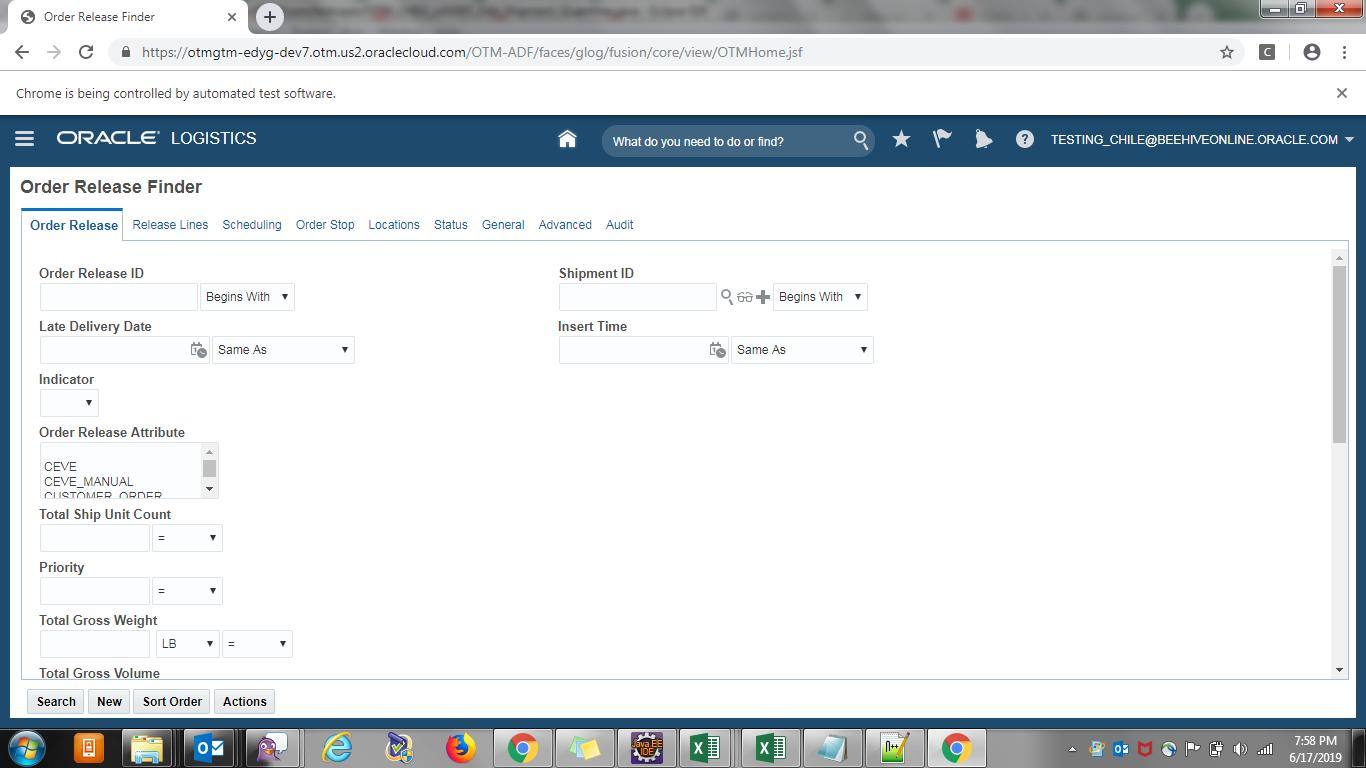 Order Release Finder
https://otmgtm-edyg-dev7.otm.us2.oraclecloud.com/OTM-ADF/faces/glog/fusion/core/view/OTMHome.jsf
C
Chrome is being controlled by automated test software.
ORACLE LOGISTICS
What do you need to do or find?
TESTING_CHILE@BEEHIVEONLINE.ORACLE.COM
Order Release Finder
Order Release Release Lines Scheduling Order Stop Locations Status General Advanced Audit
Order Release ID Shipment ID
Begins With Begins With
Late Delivery Date Insert Time
Same As Same As
Indicator
Order Release Attribute
CEVE
CEVE_MANUAL
CUSTOMER_ORDER
Total Ship Unit Count
=
Priority
=
Total Gross Weight
LB =
Total Gross Volume
Search New Sort Order Actions
Java EE
IDE
7:58 PM
6/17/2019